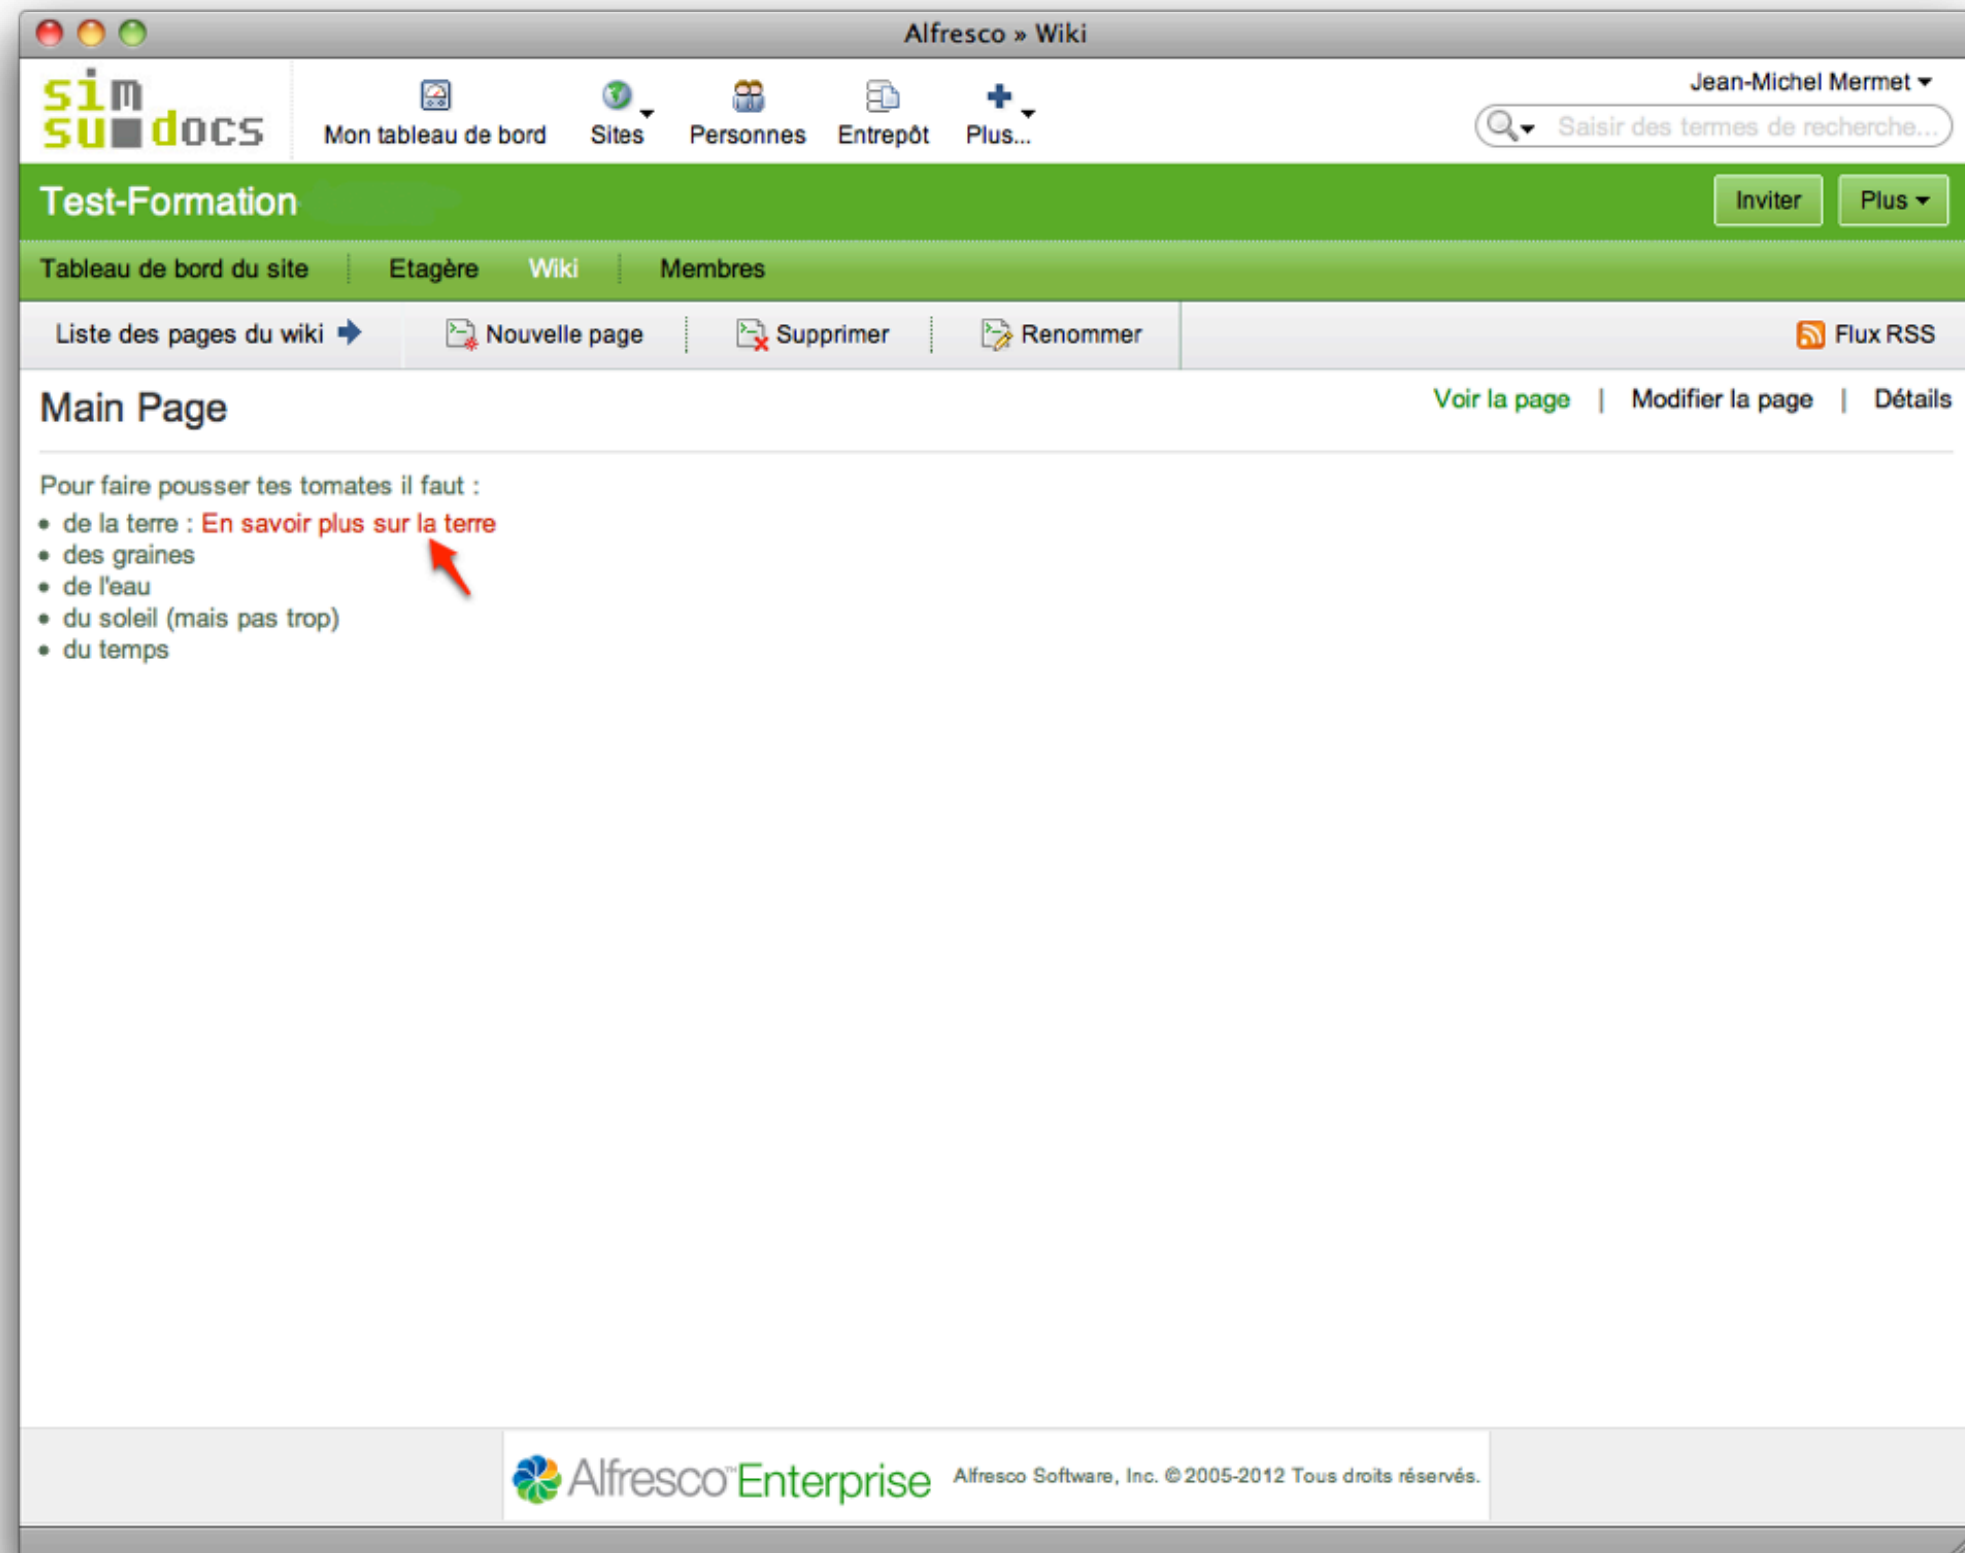 Alfresco » Wiki
sim
su docs
Mon tableau de bord
Sites
Personnes
Entrepôt
Plus...
Jean-Michel Mermet
Saisir des termes de recherche...
Test-Formation
Inviter
Plus
Tableau de bord du site
Etagère
Wiki
Membres
Liste des pages du wiki
Nouvelle page
Supprimer
Renommer
Flux RSS
Main Page
Voir la page | Modifier la page | Détails
Pour faire pousser tes tomates il faut :
• de la terre : En savoir plus sur la terre
• des graines
• de l'eau
• du soleil (mais pas trop)
• du temps
Alfresco™ Enterprise
Alfresco Software, Inc. © 2005-2012 Tous droits réservés.